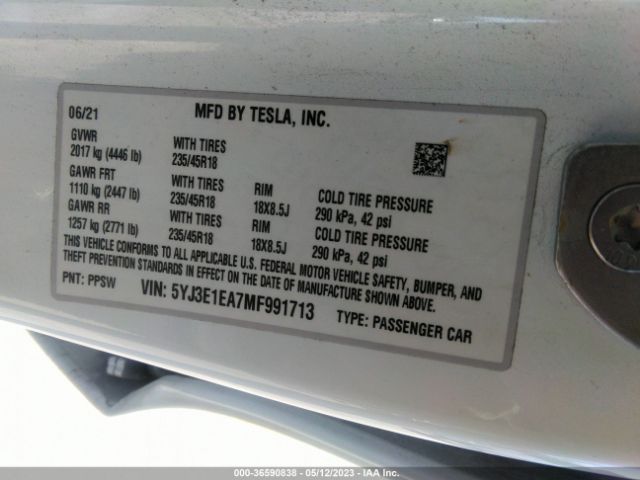 06/21 MFD BY TESLA, INC.
GVWR
2017 kg (4446 lb) WITH TIRES 235/45R18
GAWR FRT
1110 kg (2447 lb) WITH TIRES 235/45R18 RIM 18X8.5J COLD TIRE PRESSURE 290 kPa, 42 psi
GAWR RR
1257 kg (2771 lb) WITH TIRES 235/45R18 RIM 18X8.5J COLD TIRE PRESSURE 290 kPa, 42 psi
THIS VEHICLE CONFORMS TO ALL APPLICABLE U.S. FEDERAL MOTOR VEHICLE SAFETY, BUMPER, AND
THEFT PREVENTION STANDARDS IN EFFECT ON THE DATE OF MANUFACTURE SHOWN ABOVE.
PNT: PPSW VIN: 5YJ3E1EA7MF991713 TYPE: PASSENGER CAR
000-36590838 - 05/12/2023 - IAA Inc.